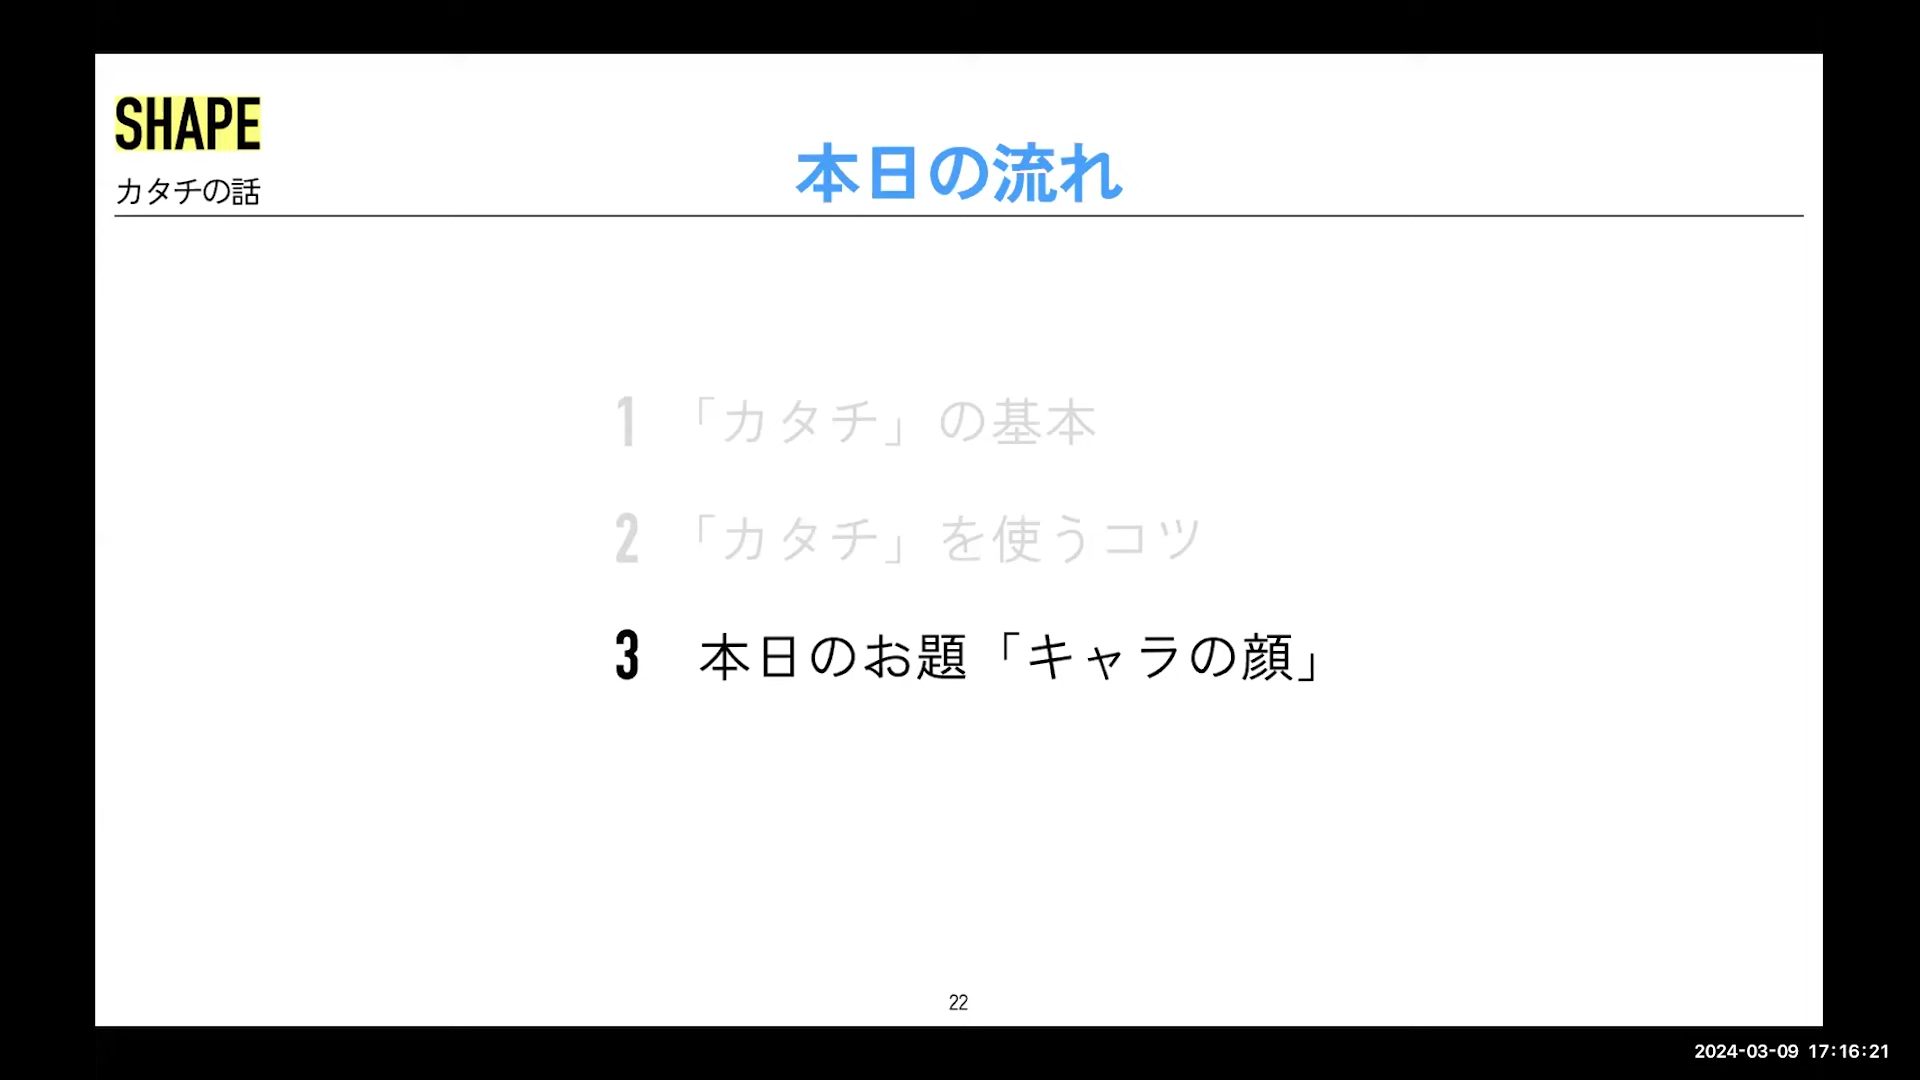 SHAPE
カタチの話
本日の流れ
1 「カタチ」の基本
2 「カタチ」を使うコツ
3 本日のお題「キャラの顔」
22
2024-03-09 17:16:21